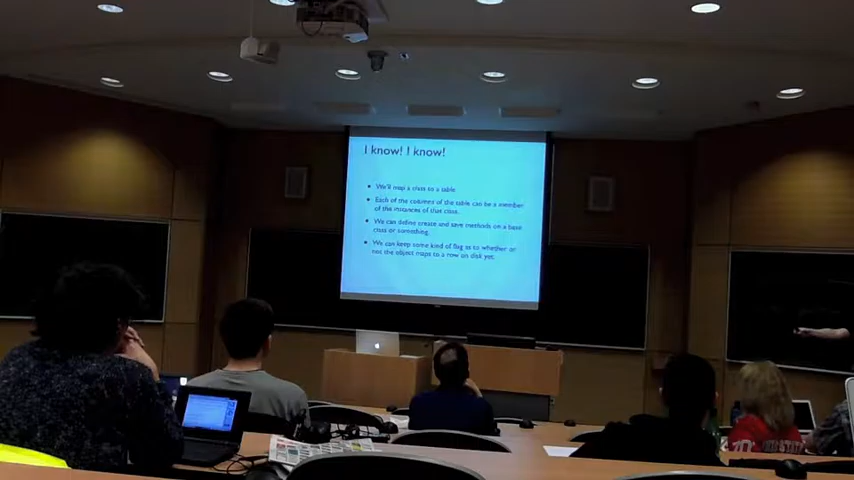 I know! I know!
• We'll map a class to a table
• Each of the columns of the table can be a member
of the instances of that class.
• We can define create and save methods on a base
class or something.
• We can keep some kind of flag as to whether or
not the object maps to a row on disk yet.